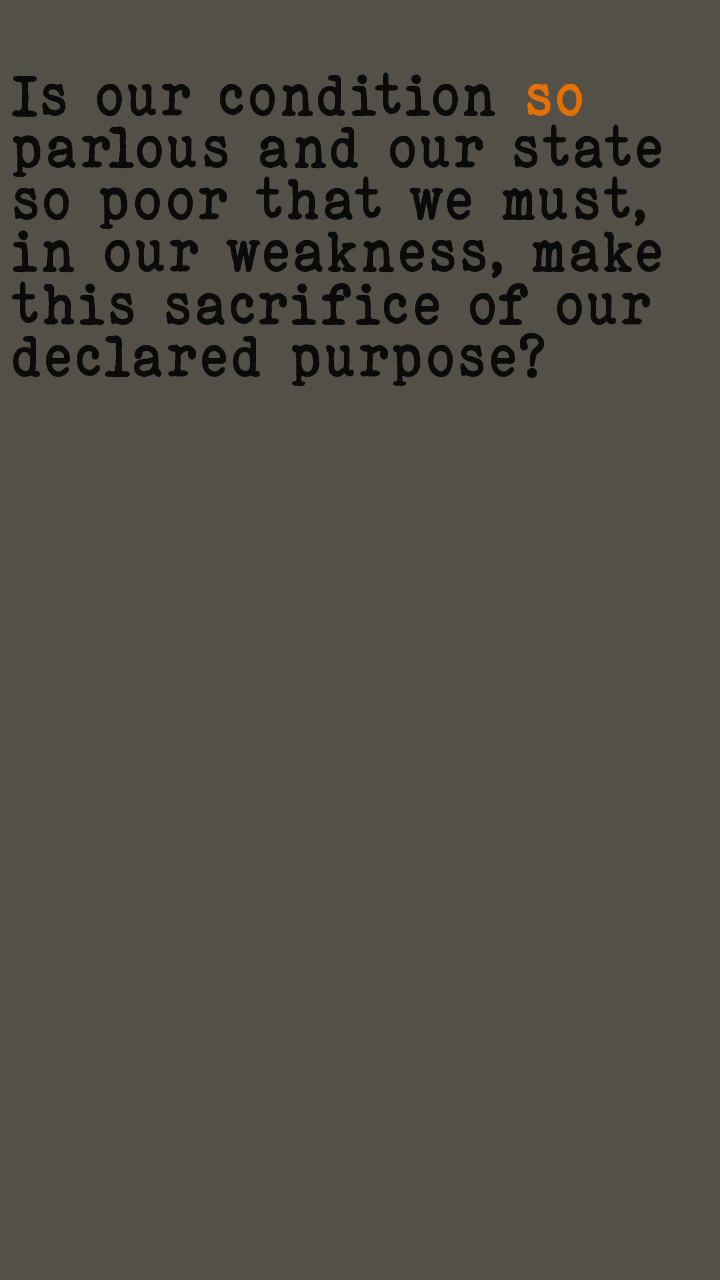 Is our condition so
parlous and our state
so poor that we must,
in our weakness, make
this sacrifice of our
declared purpose?